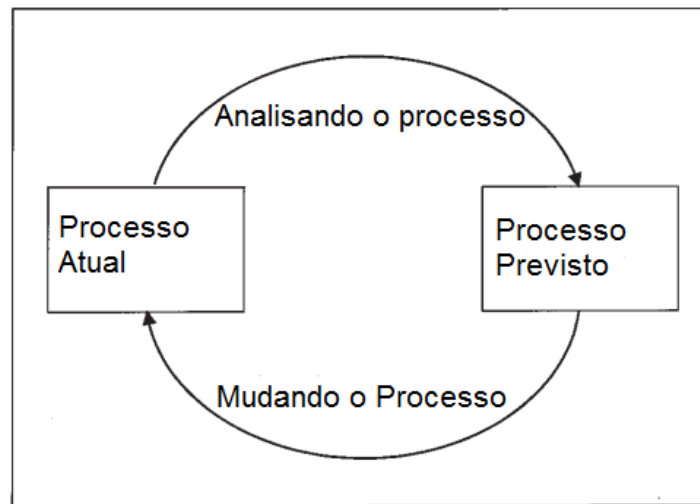 Analisando o processo
Processo
Atual
Processo
Previsto
Mudando o Processo